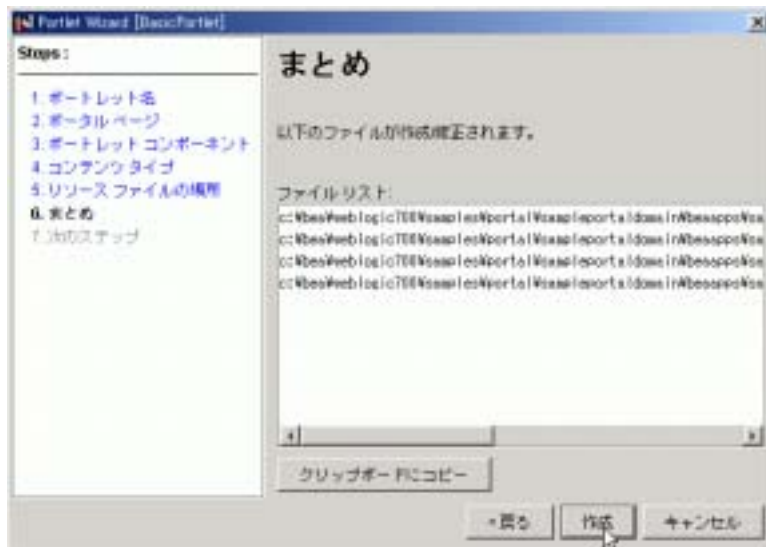 Portlet Wizard [BasicPortlet]
Steps :
1. ポートレット名
2. ポータル ページ
3. ポートレット コンポーネント
4. コンテンツ タイプ
5. リソース ファイルの場所
6. まとめ
7. 次のステップ
まとめ
以下のファイルが作成/修正されます。
ファイル リスト:
c:¥bea¥weblogic700¥samples¥portal¥sampleportaldomain¥beaapps¥sa
c:¥bea¥weblogic700¥samples¥portal¥sampleportaldomain¥beaapps¥sa
c:¥bea¥weblogic700¥samples¥portal¥sampleportaldomain¥beaapps¥sa
c:¥bea¥weblogic700¥samples¥portal¥sampleportaldomain¥beaapps¥sa
クリップボードにコピー
<戻る 作成 キャンセル